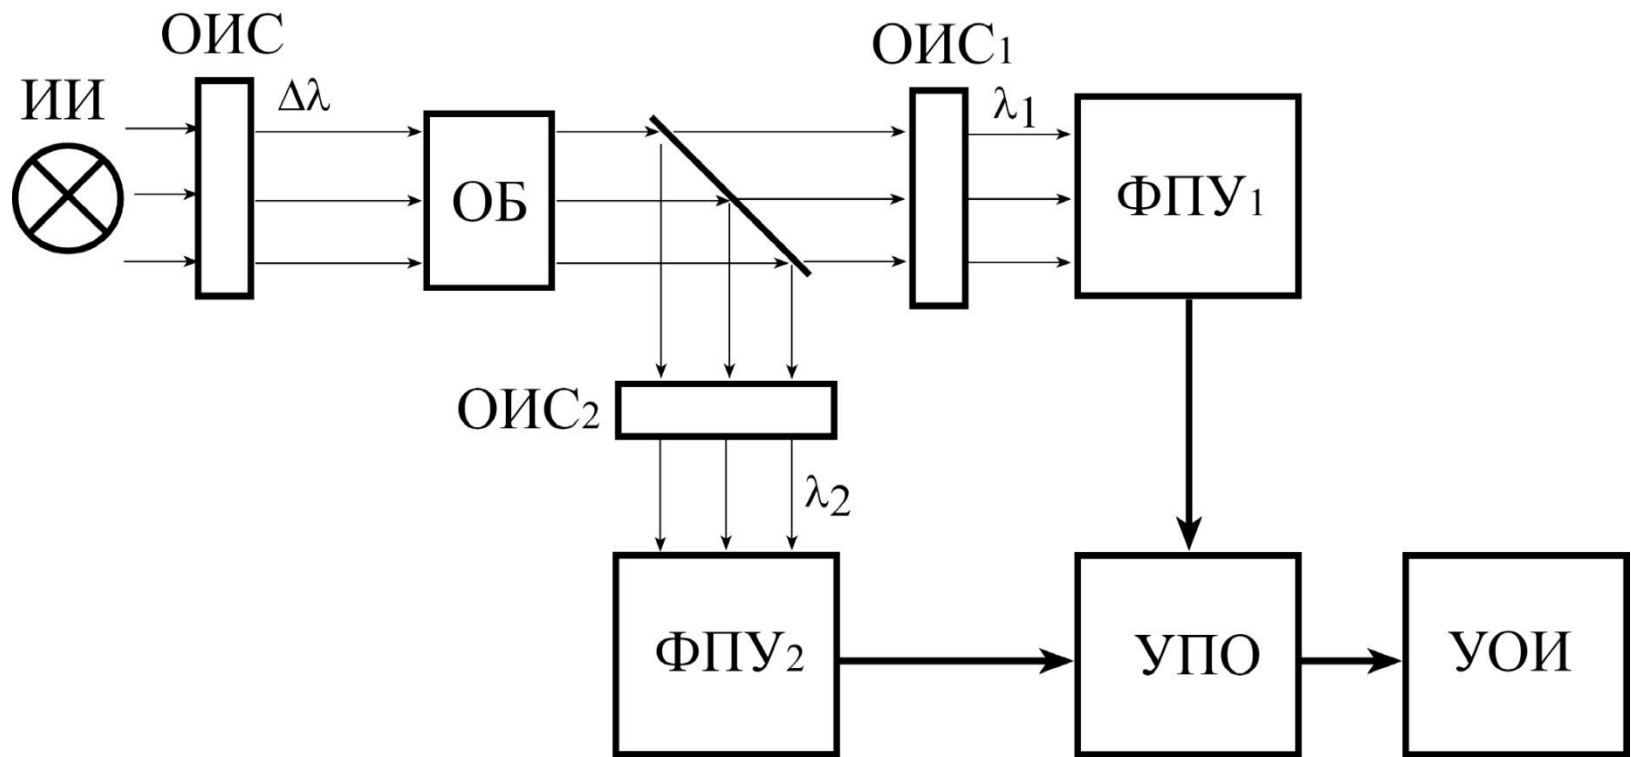 ОИС
ИИ
Δλ
ОБ
ОИС1
λ1
ФПУ1
ОИС2
λ2
ФПУ2
УПО
УОИ